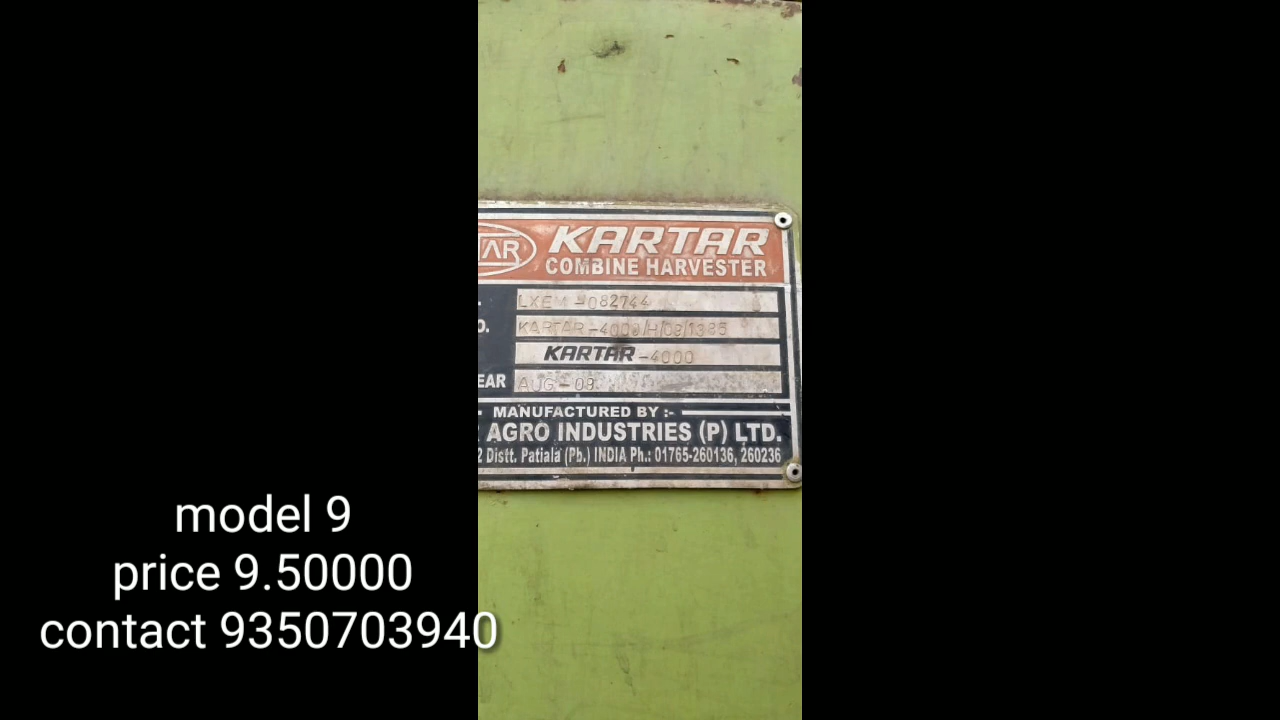 AR KARTAR
COMBINE HARVESTER
-082744
KARTAR-4000/H/09/1385
KARTAR-4000
EAR AUG-09
MANUFACTURED BY :-
AGRO INDUSTRIES (P) LTD.
2 Distt. Patiala (Pb.) INDIA Ph.: 01765-260136, 260236
model 9
price 9.50000
contact 9350703940